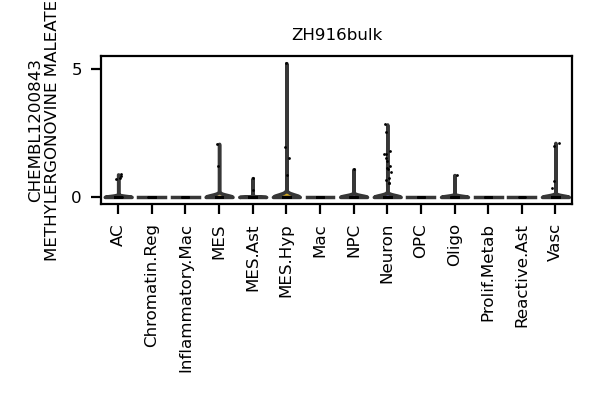 ZH916bulk
CHEMBL1200843
METHYLERGONOVINE MALEATE
5
0
AC
Chromatin.Reg
Inflammatory.Mac
MES
MES.Ast
MES.Hyp
Mac
NPC
Neuron
OPC
Oligo
Prolif.Metab
Reactive.Ast
Vasc